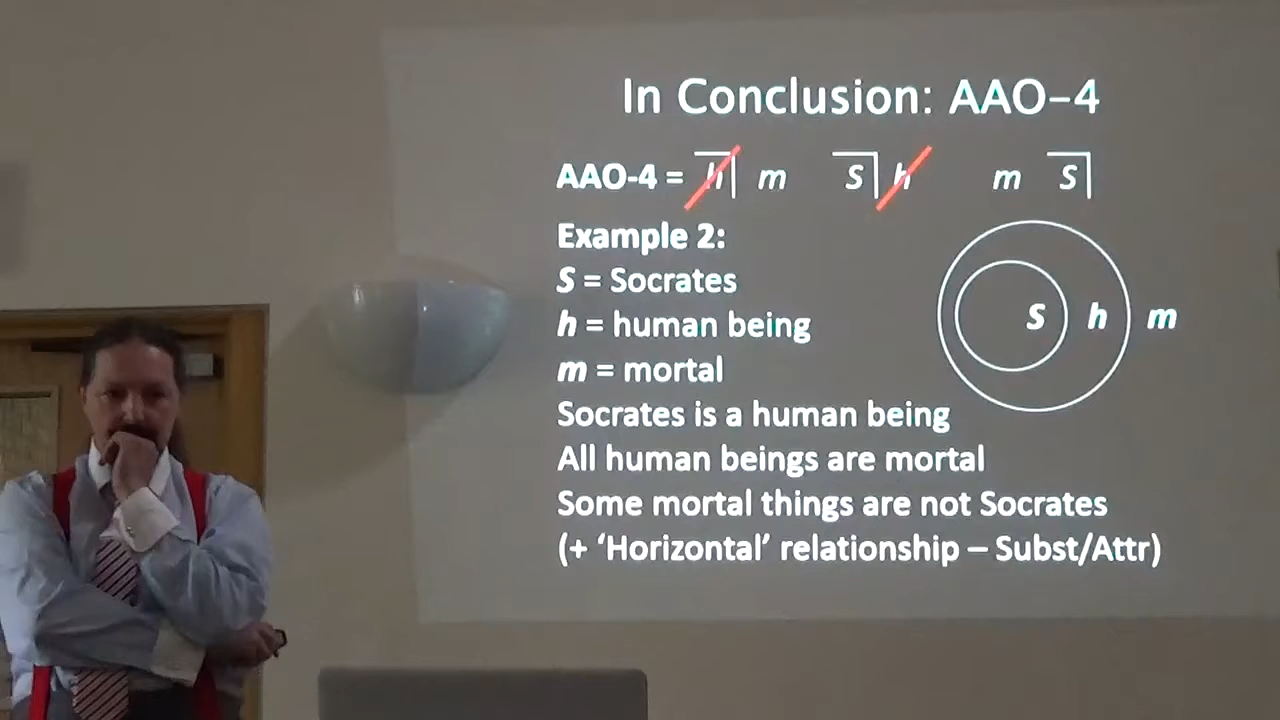 In Conclusion: AAO–4
AAO-4 = h m S h m S
Example 2:
S = Socrates
h = human being
m = mortal
S h m
Socrates is a human being
All human beings are mortal
Some mortal things are not Socrates
(+ ‘Horizontal’ relationship – Subst/Attr)